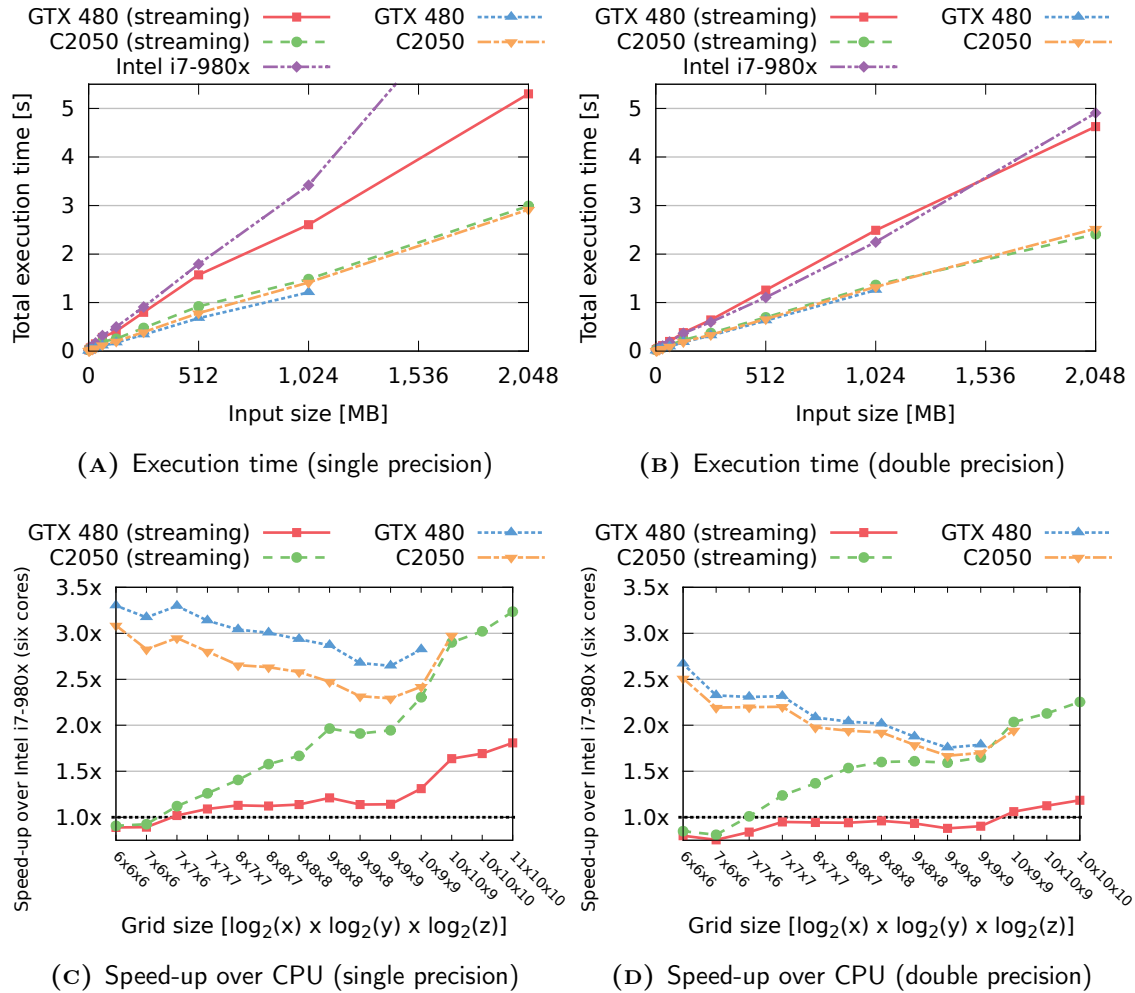 GTX 480 (streaming) GTX 480
C2050 (streaming) C2050
Intel i7-980x
Total execution time [s]
5
4
3
2
1
0
0 512 1,024 1,536 2,048
Input size [MB]
(A) Execution time (single precision)
GTX 480 (streaming) GTX 480
C2050 (streaming) C2050
Intel i7-980x
Total execution time [s]
5
4
3
2
1
0
0 512 1,024 1,536 2,048
Input size [MB]
(B) Execution time (double precision)
GTX 480 (streaming) GTX 480
C2050 (streaming) C2050
Speed-up over Intel i7-980x (six cores)
3.5x
3.0x
2.5x
2.0x
1.5x
1.0x
6x6x6 7x6x6 7x7x6 7x7x7 8x7x7 8x8x7 8x8x8 9x8x8 9x9x8 9x9x9 10x9x9 10x10x9 10x10x10 11x10x10
Grid size [log2(x) x log2(y) x log2(z)]
(C) Speed-up over CPU (single precision)
GTX 480 (streaming) GTX 480
C2050 (streaming) C2050
Speed-up over Intel i7-980x (six cores)
3.5x
3.0x
2.5x
2.0x
1.5x
1.0x
6x6x6 7x6x6 7x7x6 7x7x7 8x7x7 8x8x7 8x8x8 9x8x8 9x9x8 9x9x9 10x9x9 10x10x9 10x10x10
Grid size [log2(x) x log2(y) x log2(z)]
(D) Speed-up over CPU (double precision)